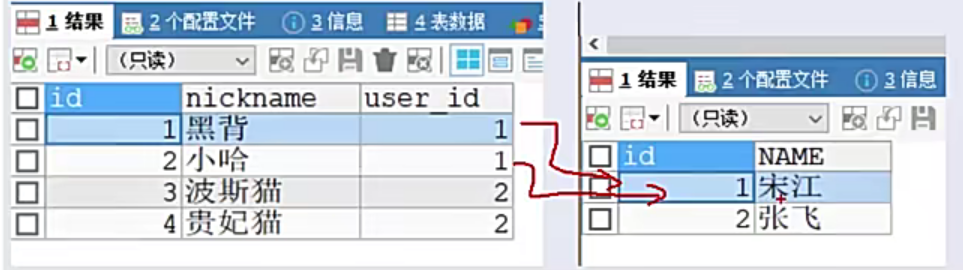 1 结果 2 个配置文件 3 信息 4 表数据
(只读)
id nickname user_id
1 黑背 1
2 小哈 1
3 波斯猫 2
4 贵妃猫 2
1 结果 2 个配置文件 3 信息
(只读)
id NAME
1 宋江
2 张飞